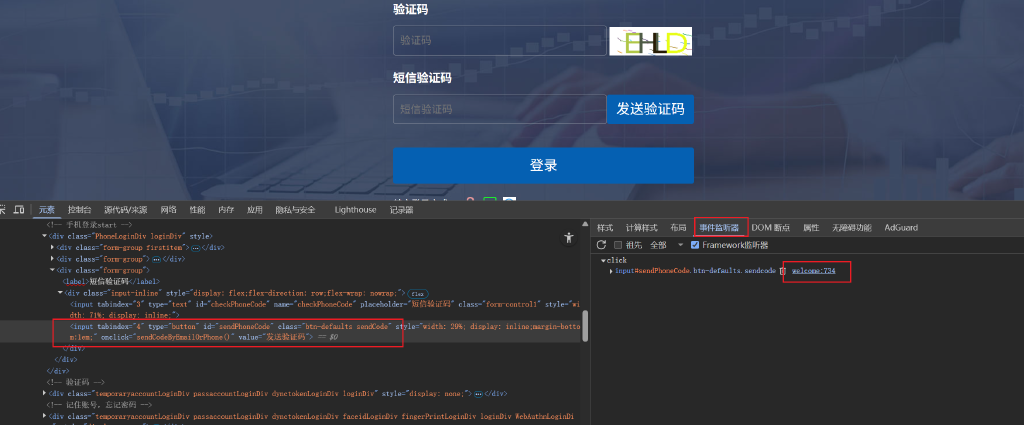 验证码
验证码
EHLD
短信验证码
短信验证码
发送验证码
登录
元素 控制台 源代码/来源 网络 性能 内存 应用 隐私与安全 Lighthouse 记录器
<!-- 手机登录start -->
<div class="PhoneLoginDiv loginDiv" style>
<div class="form-group firstitem"> </div>
<div class="form-group"> </div>
<div class="form-group">
<label>短信验证码</label>
<div class="input-inline" style="display: flex;flex-direction: row;flex-wrap: nowrap;"> flex
<input tabindex="3" type="text" id="checkPhoneCode" name="checkPhoneCode" placeholder="短信验证码" class="form-control" style="wi
dth: 71%; display: inline;">
<input tabindex="4" type="button" id="sendPhoneCode" class="btn-defaults sendCode" style="width: 29%; display: inline;margin-botto
m:1em;" onclick="sendCodeByEmailOrPhone()" value="发送验证码"> == $0
</div>
</div>
</div>
<!-- 验证码 -->
<div class="temporaryaccountLoginDiv passaccountLoginDiv dynctokenLoginDiv loginDiv" style="display: none;"> </div>
<!-- 记住账号，忘记密码 -->
<div class="temporaryaccountLoginDiv passaccountLoginDiv dynctokenLoginDiv faceidLoginDiv fingerPrintLoginDiv loginDiv WebAuthnLoginDi
样式 计算样式 布局 事件监听器 DOM 断点 属性 无障碍功能 AdGuard
祖先 全部 Framework监听器
click
input#sendPhoneCode.btn-defaults.sendcode welcome:734